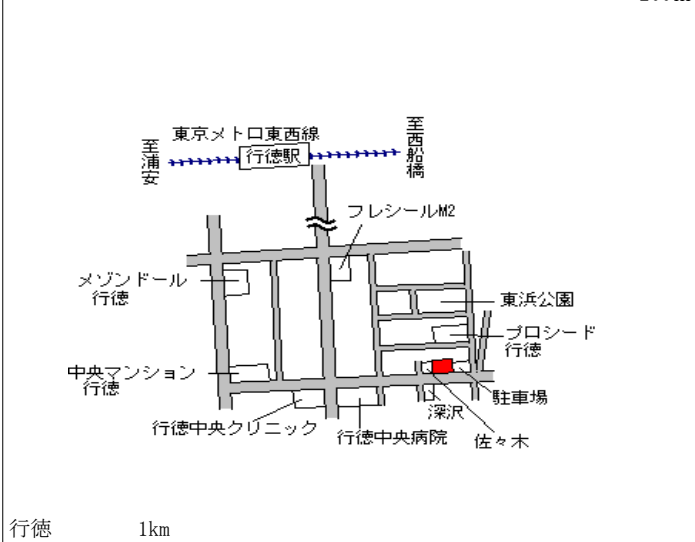 東京メトロ東西線
至浦安
行徳駅
至西船橋
フレシールM2
メゾンドール
行徳
東浜公園
プロシード
行徳
中央マンション
行徳
駐車場
深沢
行徳中央クリニック
行徳中央病院
佐々木
行徳 1km